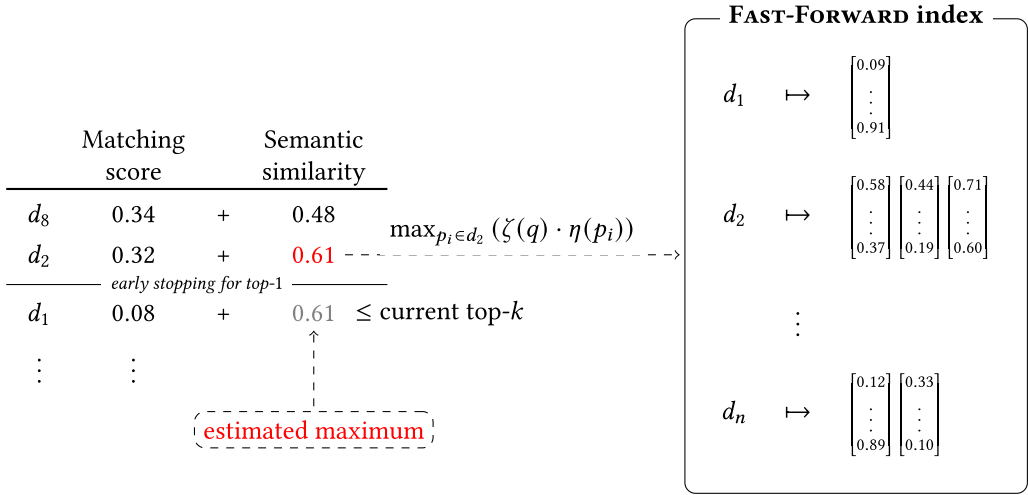 FAST-FORWARD index
Matching score
Semantic similarity
d8 0.34 + 0.48
d2 0.32 + 0.61
early stopping for top-1
d1 0.08 + 0.61 ≤ current top-k
⋮ ⋮
estimated maximum
max_{p_i∈d_2} (ζ(q) · η(p_i))
d1 ↦ [0.09 ⋮ 0.91]
d2 ↦ [0.58 ⋮ 0.37] [0.44 ⋮ 0.19] [0.71 ⋮ 0.60]
⋮
dn ↦ [0.12 ⋮ 0.89] [0.33 ⋮ 0.10]